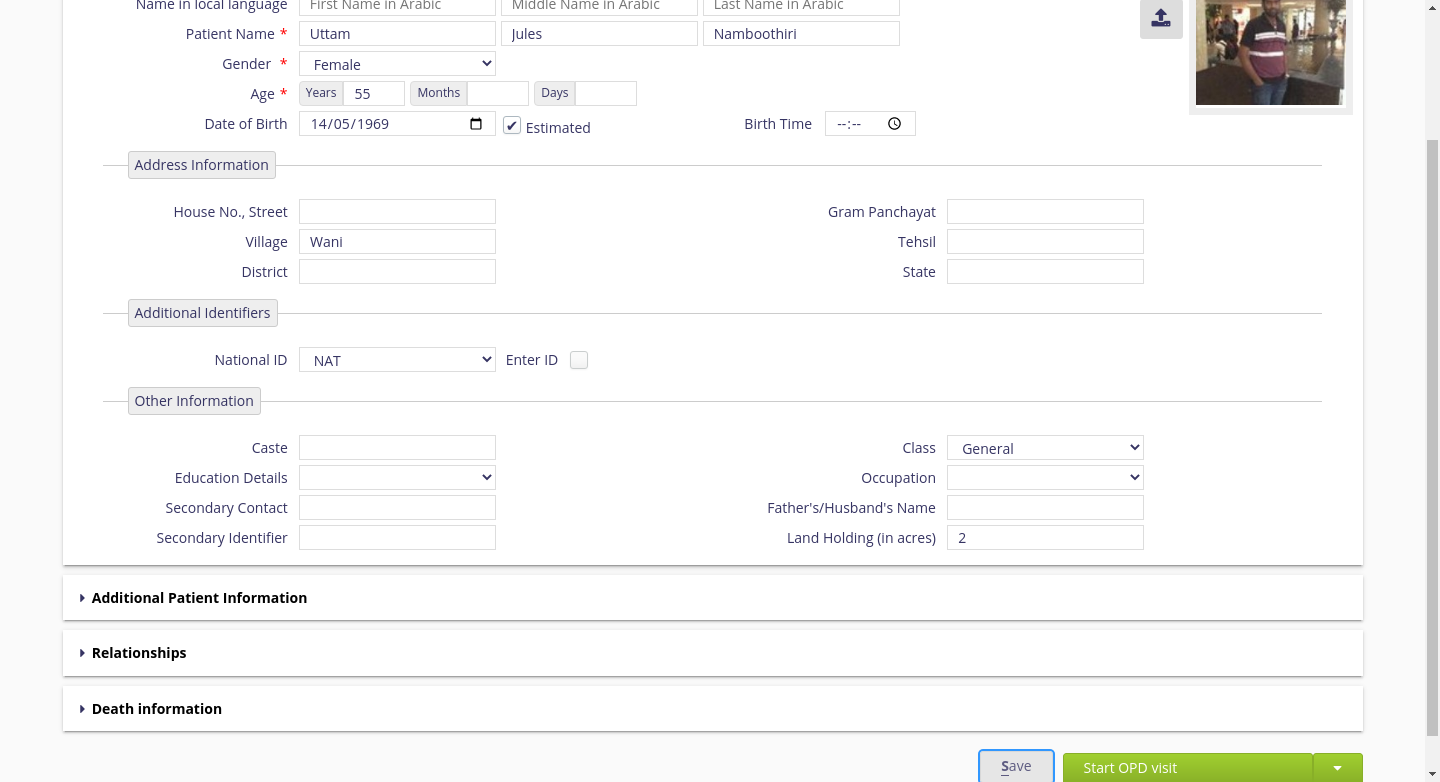 Name in local language First Name in Arabic Middle Name in Arabic Last Name in Arabic
Patient Name * Uttam Jules Namboothiri
Gender * Female
Age * Years 55 Months Days
Date of Birth 14/05/1969 Estimated Birth Time --:--
Address Information
House No., Street Gram Panchayat
Village Wani Tehsil
District State
Additional Identifiers
National ID NAT Enter ID
Other Information
Caste Class General
Education Details Occupation
Secondary Contact Father's/Husband's Name
Secondary Identifier Land Holding (in acres) 2
Additional Patient Information
Relationships
Death information
Save Start OPD visit